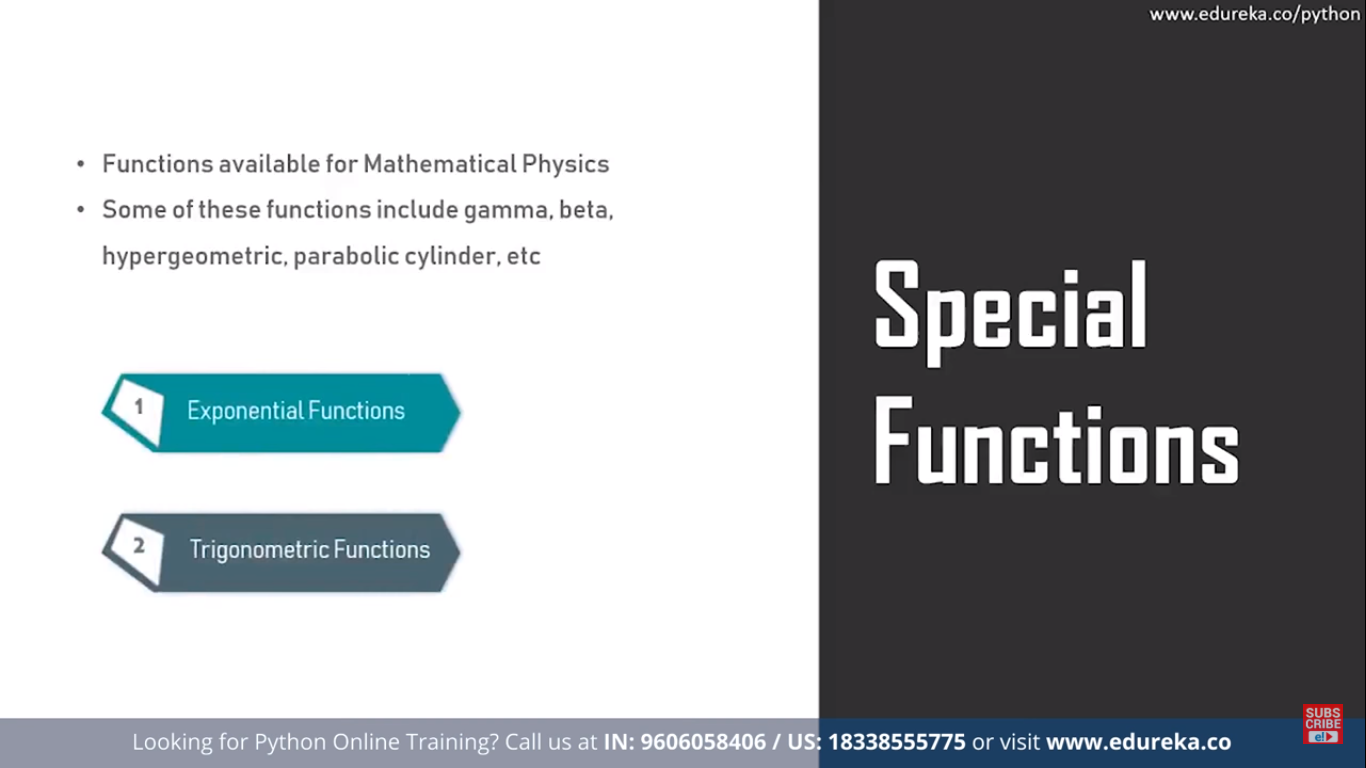 www.edureka.co/python
• Functions available for Mathematical Physics
• Some of these functions include gamma, beta,
hypergeometric, parabolic cylinder, etc
1 Exponential Functions
2 Trigonometric Functions
Special
Functions
SUBS
CRIBE
e!
Looking for Python Online Training? Call us at IN: 9606058406 / US: 18338555775 or visit www.edureka.co